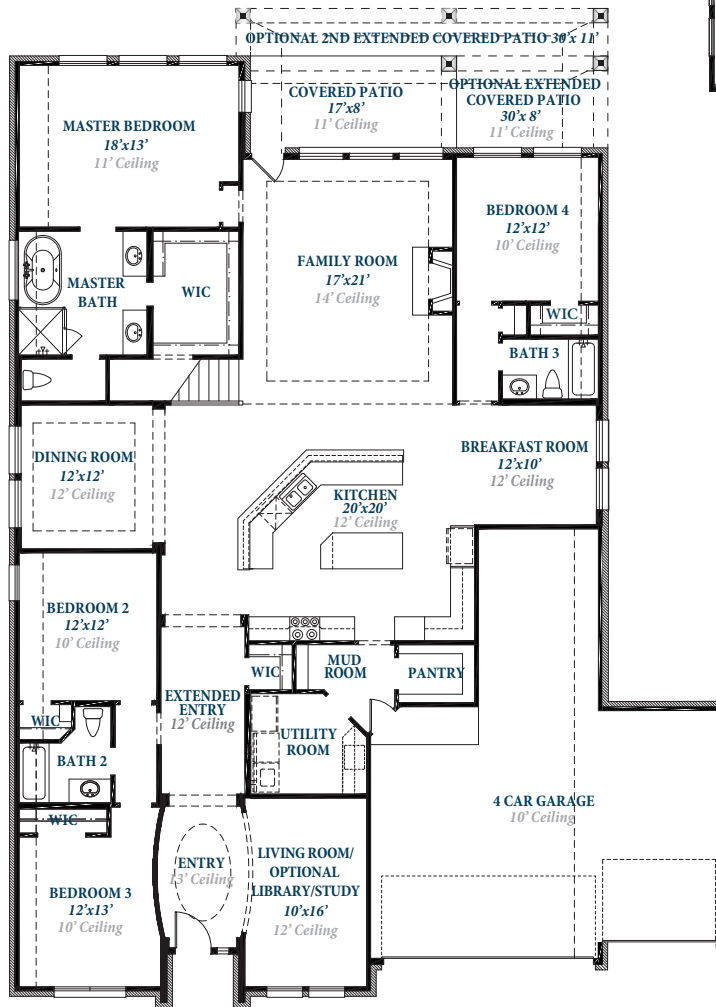 OPTIONAL 2ND EXTENDED COVERED PATIO 30'x 11'
COVERED PATIO
17'x8'
11' Ceiling
OPTIONAL EXTENDED
COVERED PATIO
30'x 8'
11' Ceiling
MASTER BEDROOM
18'x13'
11' Ceiling
BEDROOM 4
12'x12'
10' Ceiling
FAMILY ROOM
17'x21'
14' Ceiling
MASTER
BATH
WIC
WIC
BATH 3
DINING ROOM
12'x12'
12' Ceiling
BREAKFAST ROOM
12'x10'
12' Ceiling
KITCHEN
20'x20'
12' Ceiling
BEDROOM 2
12'x12'
10' Ceiling
WIC
MUD
ROOM
PANTRY
EXTENDED
ENTRY
12' Ceiling
WIC
UTILITY
ROOM
BATH 2
4 CAR GARAGE
10' Ceiling
WIC
ENTRY
13' Ceiling
LIVING ROOM/
OPTIONAL
LIBRARY/STUDY
10'x16'
12' Ceiling
BEDROOM 3
12'x13'
10' Ceiling